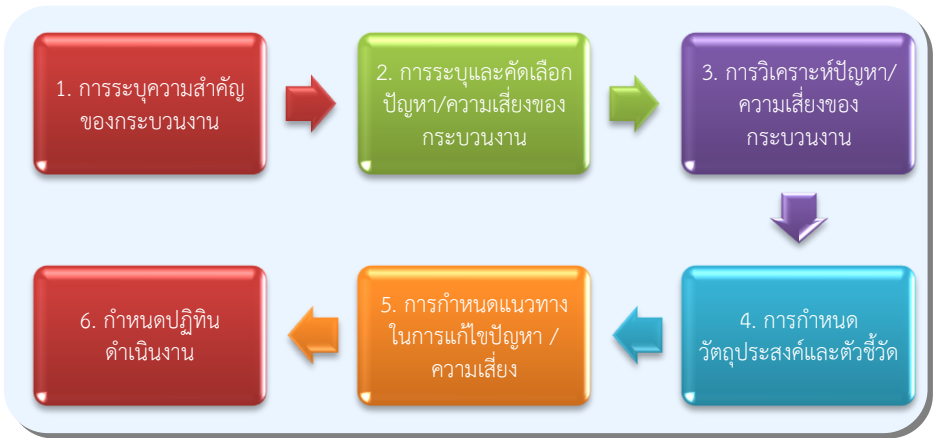 1. การระบุความสำคัญ
ของกระบวนงาน
2. การระบุและคัดเลือก
ปัญหา/ความเสี่ยงของ
กระบวนงาน
3. การวิเคราะห์ปัญหา/
ความเสี่ยงของ
กระบวนงาน
4. การกำหนด
วัตถุประสงค์และตัวชี้วัด
5. การกำหนดแนวทาง
ในการแก้ไขปัญหา /
ความเสี่ยง
6. กำหนดปฏิทิน
ดำเนินงาน